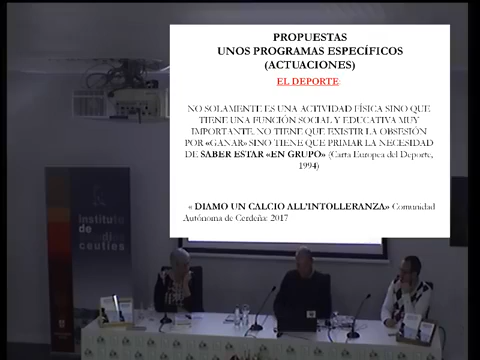 PROPUESTAS
UNOS PROGRAMAS ESPECÍFICOS
(ACTUACIONES)
EL DEPORTE.
NO SOLAMENTE ES UNA ACTIVIDAD FÍSICA SINO QUE
TIENE UNA FUNCIÓN SOCIAL Y EDUCATIVA MUY
IMPORTANTE. NO TIENE QUE EXISTIR LA OBSESIÓN
POR «GANAR» SINO TIENE QUE PRIMAR LA NECESIDAD
DE SABER ESTAR «EN GRUPO» (Carta Europea del Deporte,
1994)
« DIAMO UN CALCIO ALL'INTOLLERANZA» Comunidad
Autónoma de Cerdeña: 2017
instituto
de estudios
ceutíes